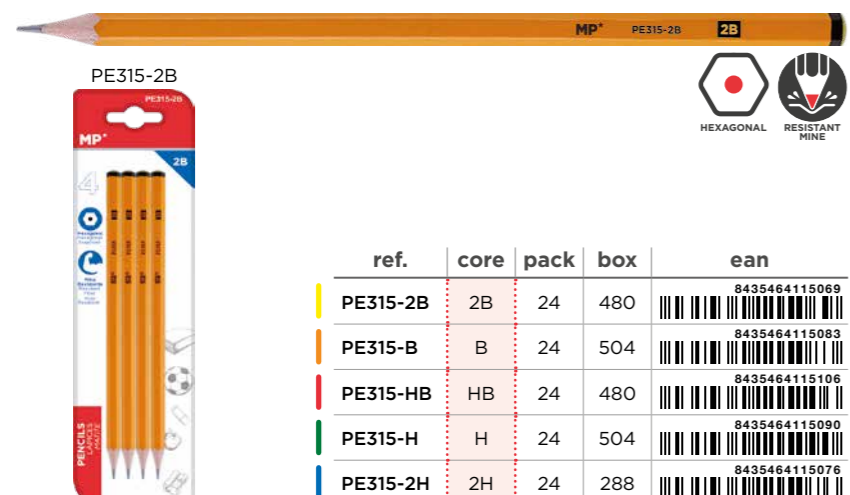 MP* PE315-2B 2B
PE315-2B
HEXAGONAL
RESISTANT
MINE
PE315-2B
MP*
2B
4
PENCILS
LÁPICES
MATITE
ref. core pack box ean
PE315-2B 2B 24 480 8435464115069
PE315-B B 24 504 8435464115083
PE315-HB HB 24 480 8435464115106
PE315-H H 24 504 8435464115090
PE315-2H 2H 24 288 8435464115076